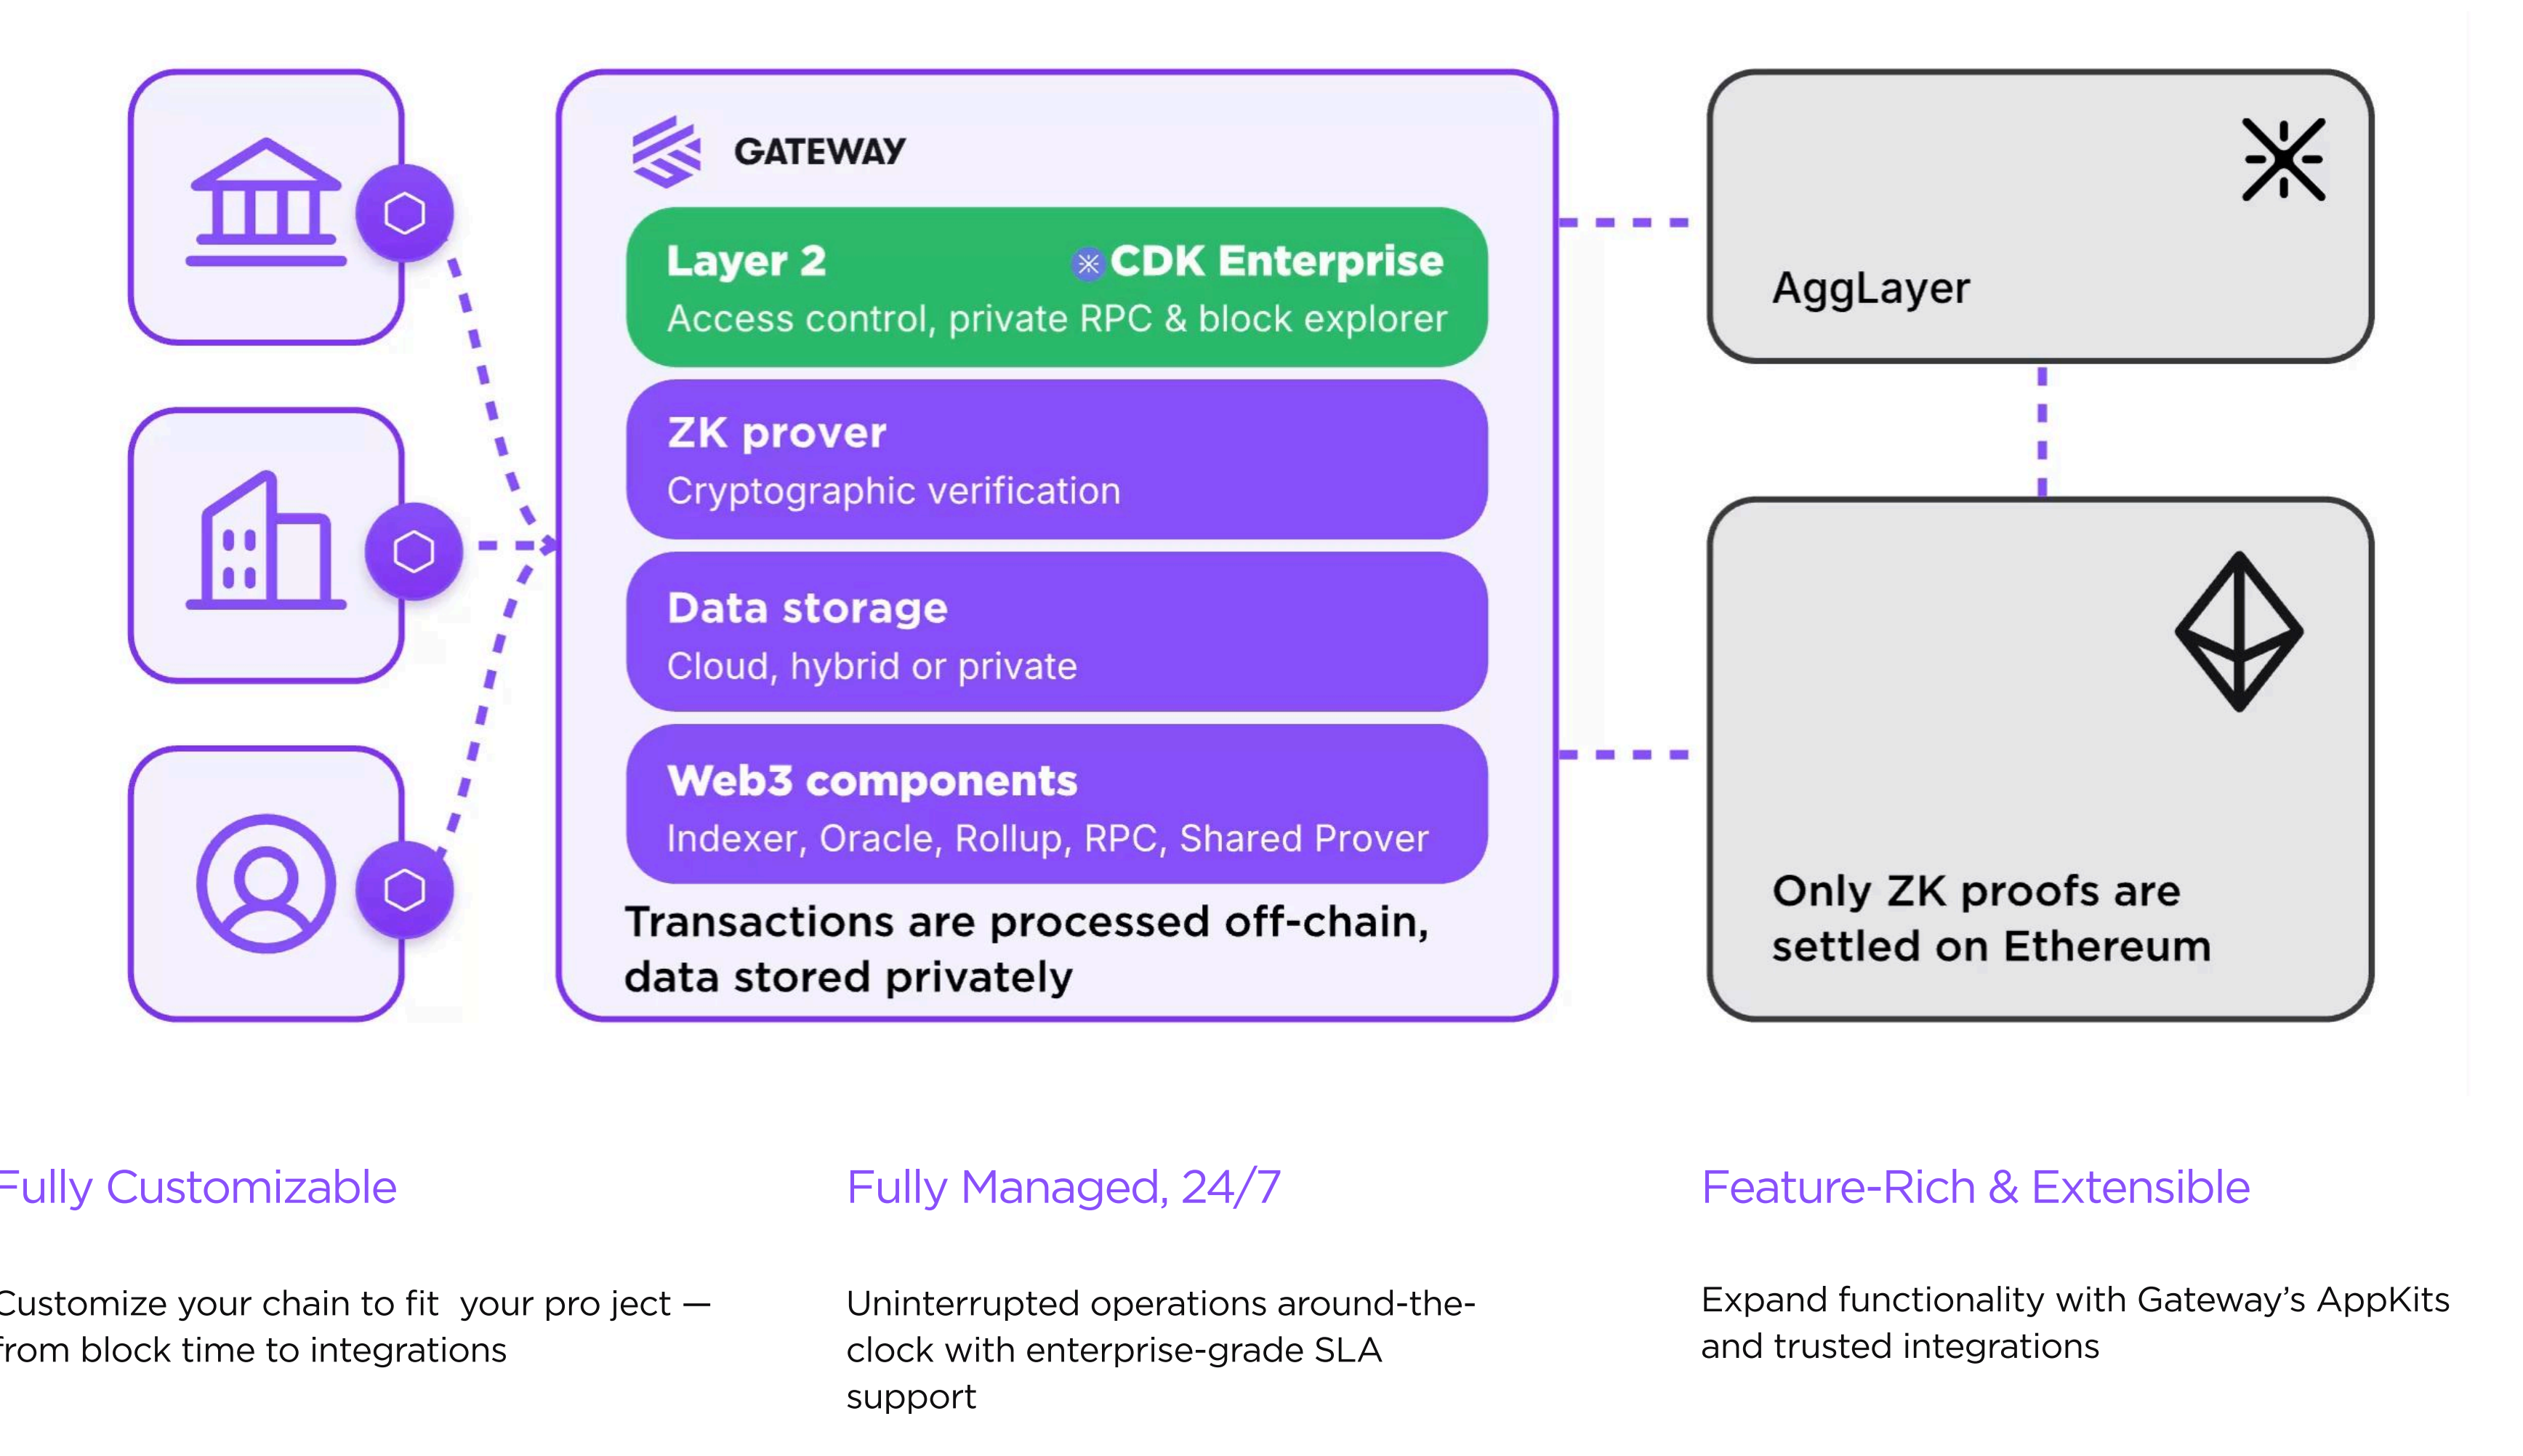 GATEWAY
Layer 2
CDK Enterprise
Access control, private RPC & block explorer
ZK prover
Cryptographic verification
Data storage
Cloud, hybrid or private
Web3 components
Indexer, Oracle, Rollup, RPC, Shared Prover
Transactions are processed off-chain,
data stored privately
AggLayer
Only ZK proofs are
settled on Ethereum
Fully Customizable
Customize your chain to fit  your pro ject —
from block time to integrations
Fully Managed, 24/7
Uninterrupted operations around-the-
clock with enterprise-grade SLA
support
Feature-Rich & Extensible
Expand functionality with Gateway’s AppKits
and trusted integrations